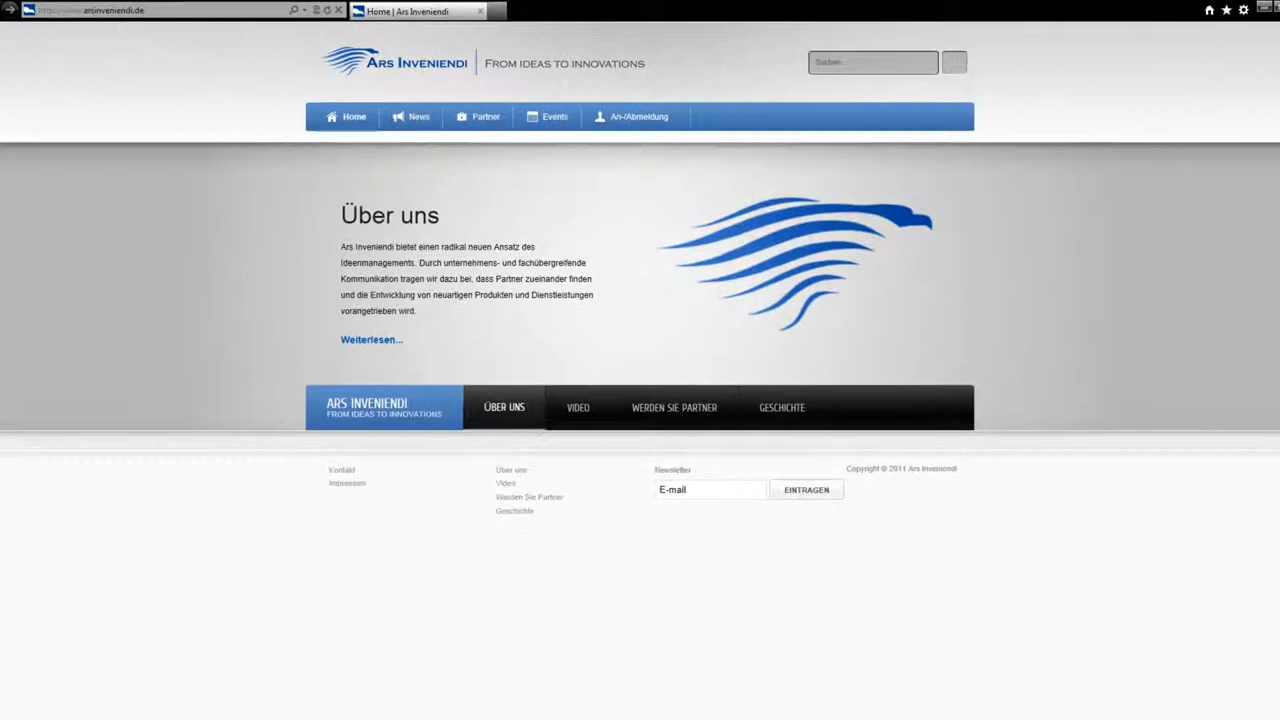 arsinveniendi.de
Home | Ars Inveniendi
ARS INVENIENDI
FROM IDEAS TO INNOVATIONS
Suchen
Home
News
Partner
Events
An-/Abmeldung
Über uns
Ars Inveniendi bietet einen radikal neuen Ansatz des
Ideenmanagements. Durch unternehmens- und fachübergreifende
Kommunikation tragen wir dazu bei, dass Partner zueinander finden
und die Entwicklung von neuartigen Produkten und Dienstleistungen
vorangetrieben wird.
Weiterlesen...
ARS INVENIENDI
FROM IDEAS TO INNOVATIONS
ÜBER UNS
VIDEO
WERDEN SIE PARTNER
GESCHICHTE
Kontakt
Impressum
Über uns
Video
Werden Sie Partner
Geschichte
Newsletter
E-mail
EINTRAGEN
Copyright © 2011 Ars Inveniendi